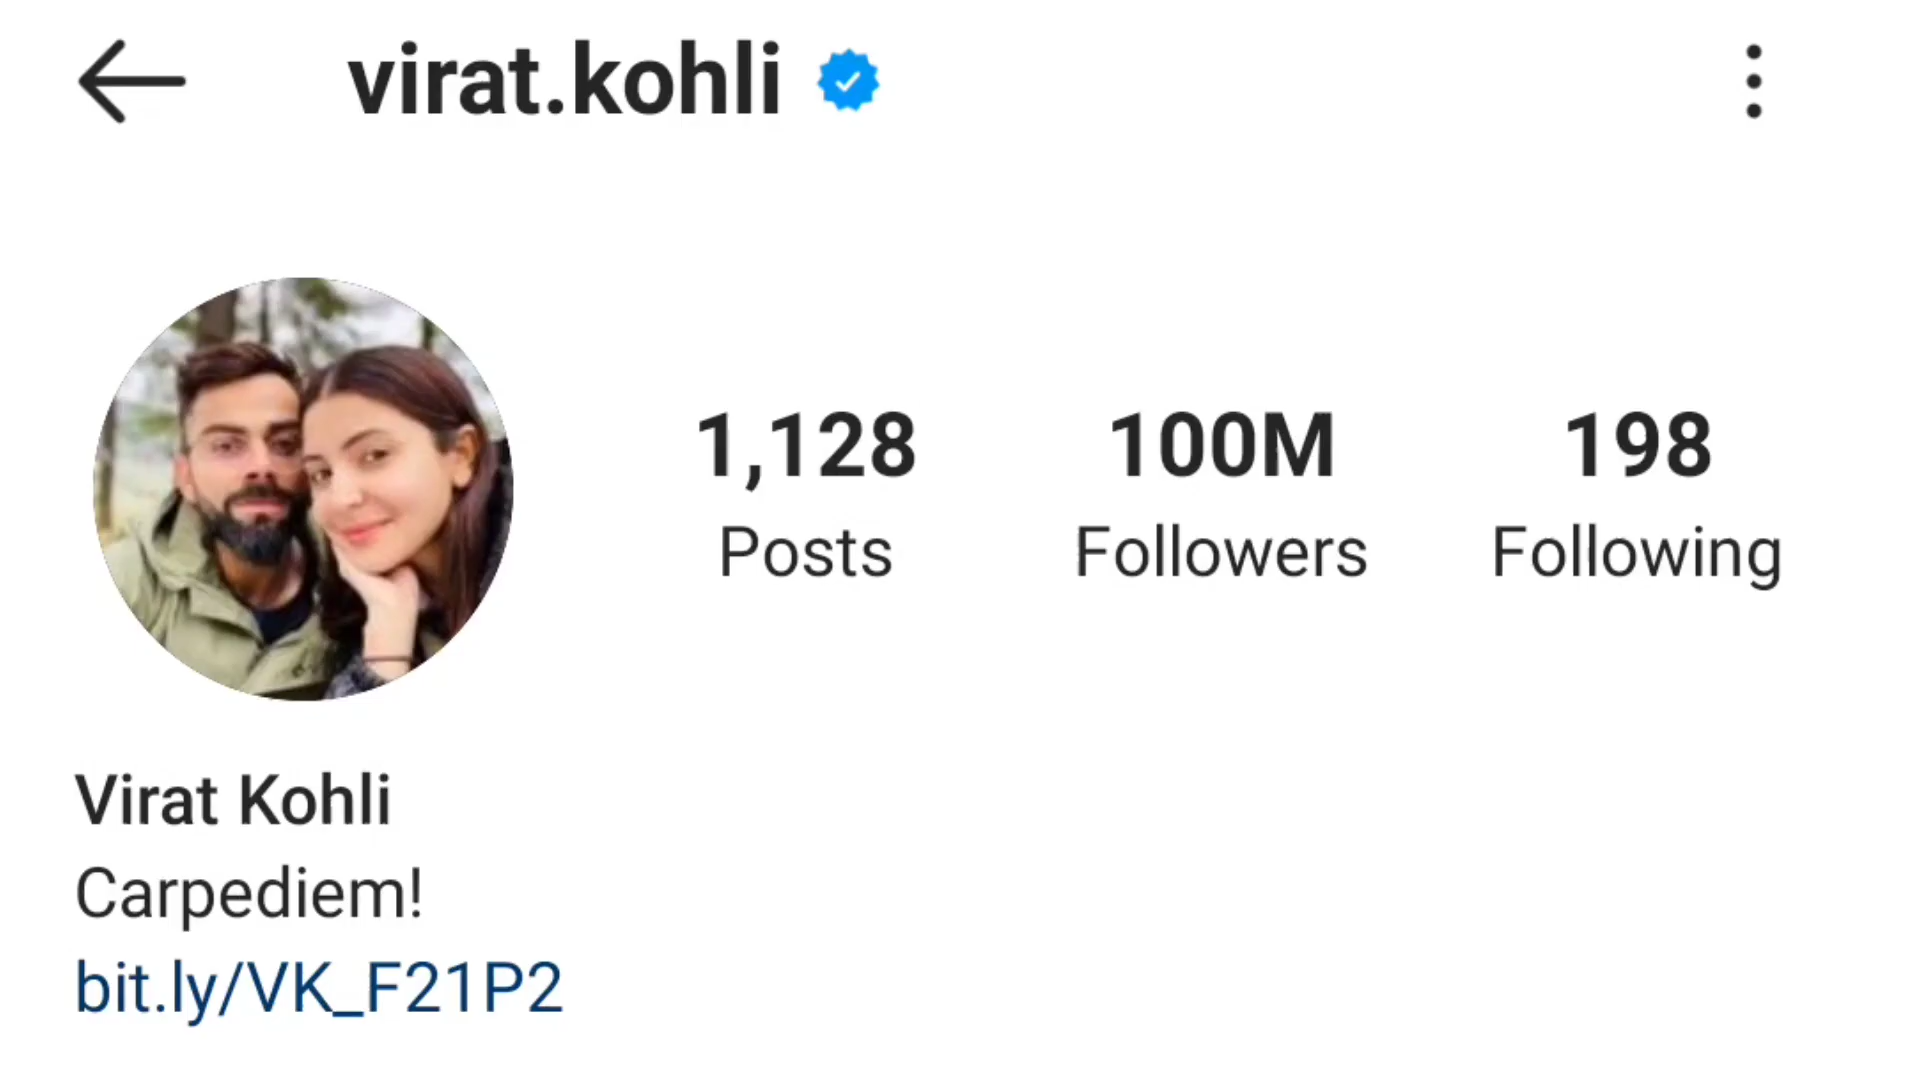 virat.kohli
1,128 100M 198
Posts Followers Following
Virat Kohli
Carpediem!
bit.ly/VK_F21P2